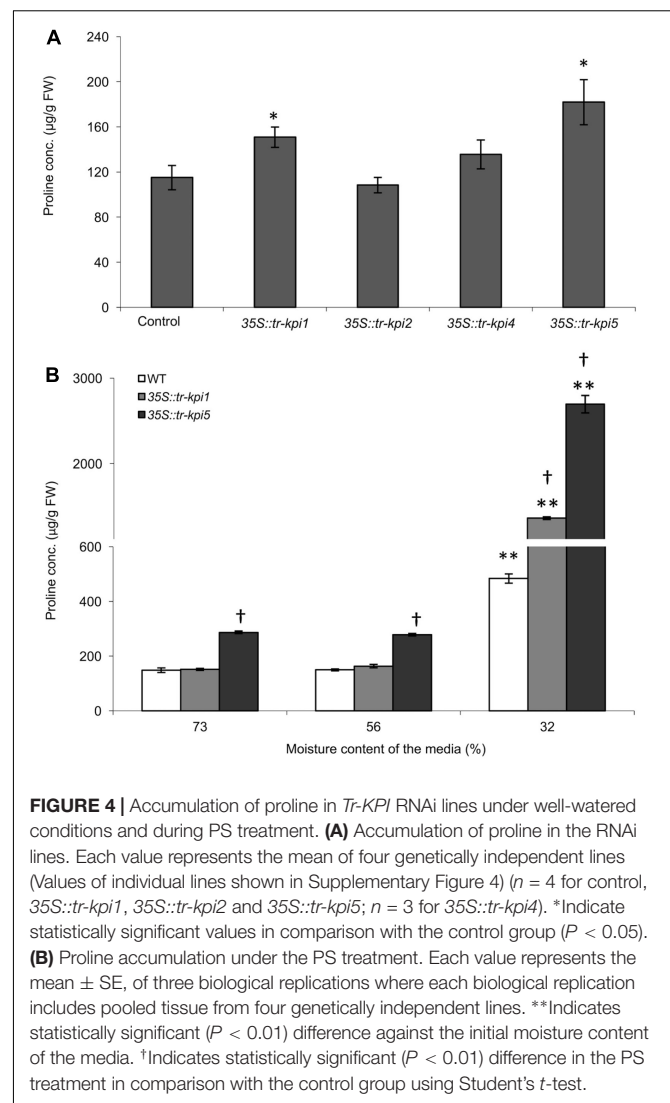 A
Proline conc. (µg/g FW)
240
200
160
120
80
40
0
*
*
Control
35S::tr-kpi1
35S::tr-kpi2
35S::tr-kpi4
35S::tr-kpi5
B
Proline conc. (µg/g FW)
3000
2000
600
400
200
0
WT
35S::tr-kpi1
35S::tr-kpi5
†
†
**
†
**
†
**
73
56
32
Moisture content of the media (%)
FIGURE 4 | Accumulation of proline in Tr-KPI RNAi lines under well-watered
conditions and during PS treatment. (A) Accumulation of proline in the RNAi
lines. Each value represents the mean of four genetically independent lines
(Values of individual lines shown in Supplementary Figure 4) (n = 4 for control,
35S::tr-kpi1, 35S::tr-kpi2 and 35S::tr-kpi5; n = 3 for 35S::tr-kpi4). *Indicate
statistically significant values in comparison with the control group (P < 0.05).
(B) Proline accumulation under the PS treatment. Each value represents the
mean ± SE, of three biological replications where each biological replication
includes pooled tissue from four genetically independent lines. **Indicates
statistically significant (P < 0.01) difference against the initial moisture content
of the media. †Indicates statistically significant (P < 0.01) difference in the PS
treatment in comparison with the control group using Student's t-test.